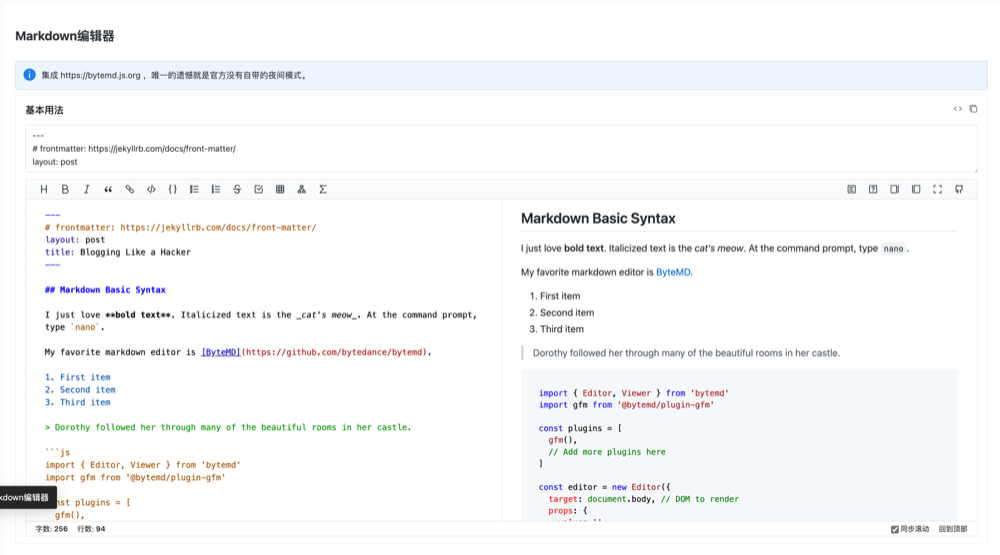 Markdown编辑器
集成 https://bytemd.js.org ，唯一的遗憾就是官方没有自带的夜间模式。
基本用法
---
# frontmatter: https://jekyllrb.com/docs/front-matter/
layout: post
---
# frontmatter: https://jekyllrb.com/docs/front-matter/
layout: post
title: Blogging Like a Hacker
---
## Markdown Basic Syntax
I just love **bold text**. Italicized text is the _cat's meow_. At the command prompt,
type `nano`.
My favorite markdown editor is [ByteMD](https://github.com/bytedance/bytemd).
1. First item
2. Second item
3. Third item
> Dorothy followed her through many of the beautiful rooms in her castle.
```js
import { Editor, Viewer } from 'bytemd'
import gfm from '@bytemd/plugin-gfm'
nst plugins = [
gfm(),
Markdown Basic Syntax
I just love bold text. Italicized text is the cat's meow. At the command prompt, type nano .
My favorite markdown editor is ByteMD.
1. First item
2. Second item
3. Third item
Dorothy followed her through many of the beautiful rooms in her castle.
import { Editor, Viewer } from 'bytemd'
import gfm from '@bytemd/plugin-gfm'
const plugins = [
gfm(),
// Add more plugins here
]
const editor = new Editor({
target: document.body, // DOM to render
props: {
kdown编辑器
字数: 256 行数: 94
同步滚动 回到顶部